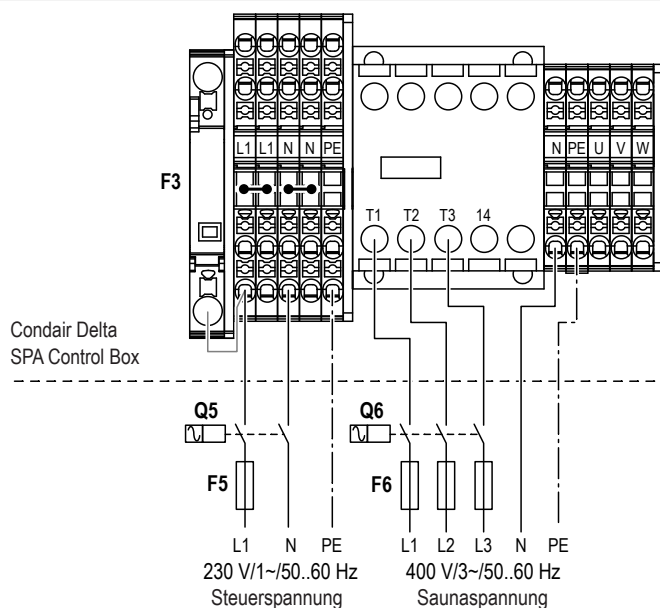 L1 L1 N N PE
N PE U V W
F3
T1 T2 T3 14
Condair Delta
SPA Control Box
Q5
Q6
F5
F6
L1 N PE
L1 L2 L3 N PE
230 V/1~/50..60 Hz
400 V/3~/50..60 Hz
Steuerspannung
Saunaspannung